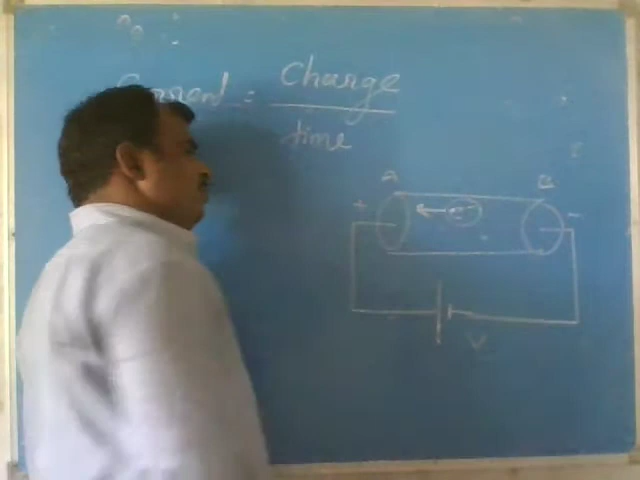 Current = Charge
time
A B
+ e- -
V